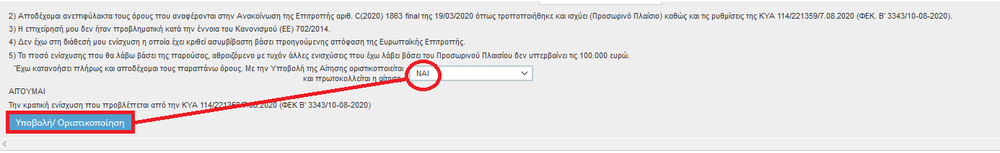 2) Αποδέχομαι ανεπιφύλακτα τους όρους που αναφέρονται στην Ανακοίνωση της Επιτροπής αριθ. C(2020) 1863 final της 19/03/2020 όπως τροποποιήθηκε και ισχύει (Προσωρινό Πλαίσιο) καθώς και τις ρυθμίσεις της ΚΥΑ 114/221359/7.08.2020 (ΦΕΚ. Β' 3343/10-08-2020).
3) Η επιχείρησή μου δεν ήταν προβληματική κατά την έννοια του Κανονισμού (ΕΕ) 702/2014.
4) Δεν έχω στη διάθεσή μου ενίσχυση η οποία έχει κριθεί ασυμβίβαστη βάσει προηγούμενης απόφαση της Ευρωπαϊκής Επιτροπής.
5) Το ποσό ενίσχυσης που θα λάβω βάσει της παρούσας, αθροιζόμενο με τυχόν άλλες ενισχύσεις που έχω λάβει βάσει του Προσωρινού Πλαισίου δεν υπερβαίνει τις 100.000 ευρώ.
Έχω κατανοήσει πλήρως και αποδέχομαι τους παραπάνω όρους. Με την Υποβολή της Αίτησης οριστικοποιείται
και πρωτοκολλείται η αίτηση. ΝΑΙ
ΑΙΤΟΥΜΑΙ
Την κρατική ενίσχυση που προβλέπεται από την ΚΥΑ 114/221359/7.08.2020 (ΦΕΚ Β' 3343/10-08-2020)
Υποβολή/ Οριστικοποίηση